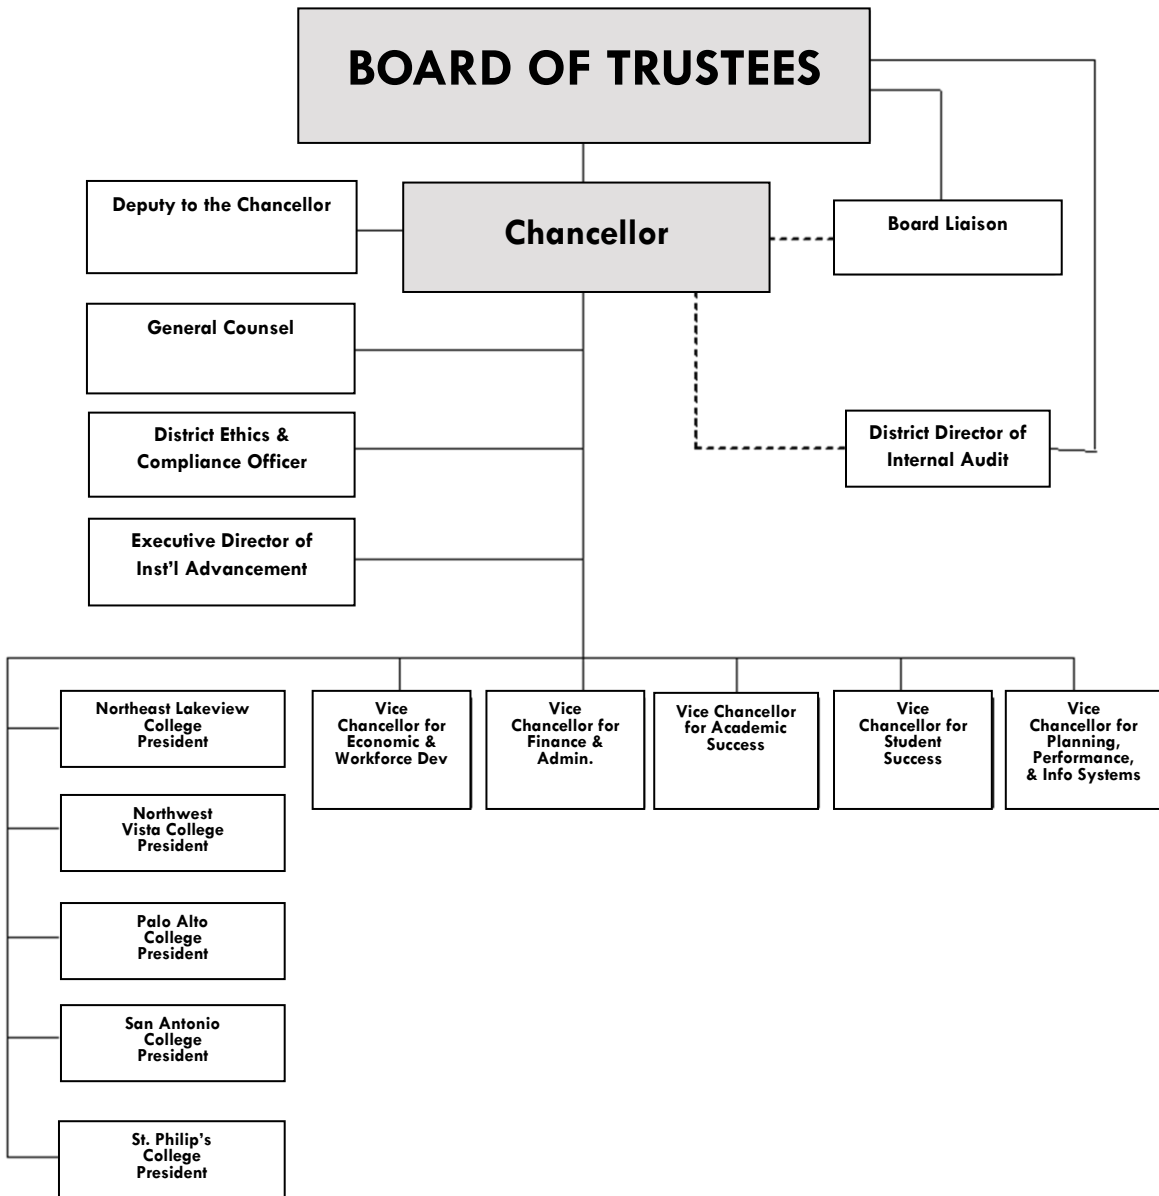 BOARD OF TRUSTEES
Deputy to the Chancellor
Chancellor
Board Liaison
General Counsel
District Ethics &
Compliance Officer
District Director of
Internal Audit
Executive Director of
Inst'l Advancement
Northeast Lakeview
College
President
Vice
Chancellor for
Economic &
Workforce Dev
Vice
Chancellor for
Finance &
Admin.
Vice Chancellor
for Academic
Success
Vice
Chancellor for
Student
Success
Vice
Chancellor for
Planning,
Performance,
& Info Systems
Northwest
Vista College
President
Palo Alto
College
President
San Antonio
College
President
St. Philip's
College
President